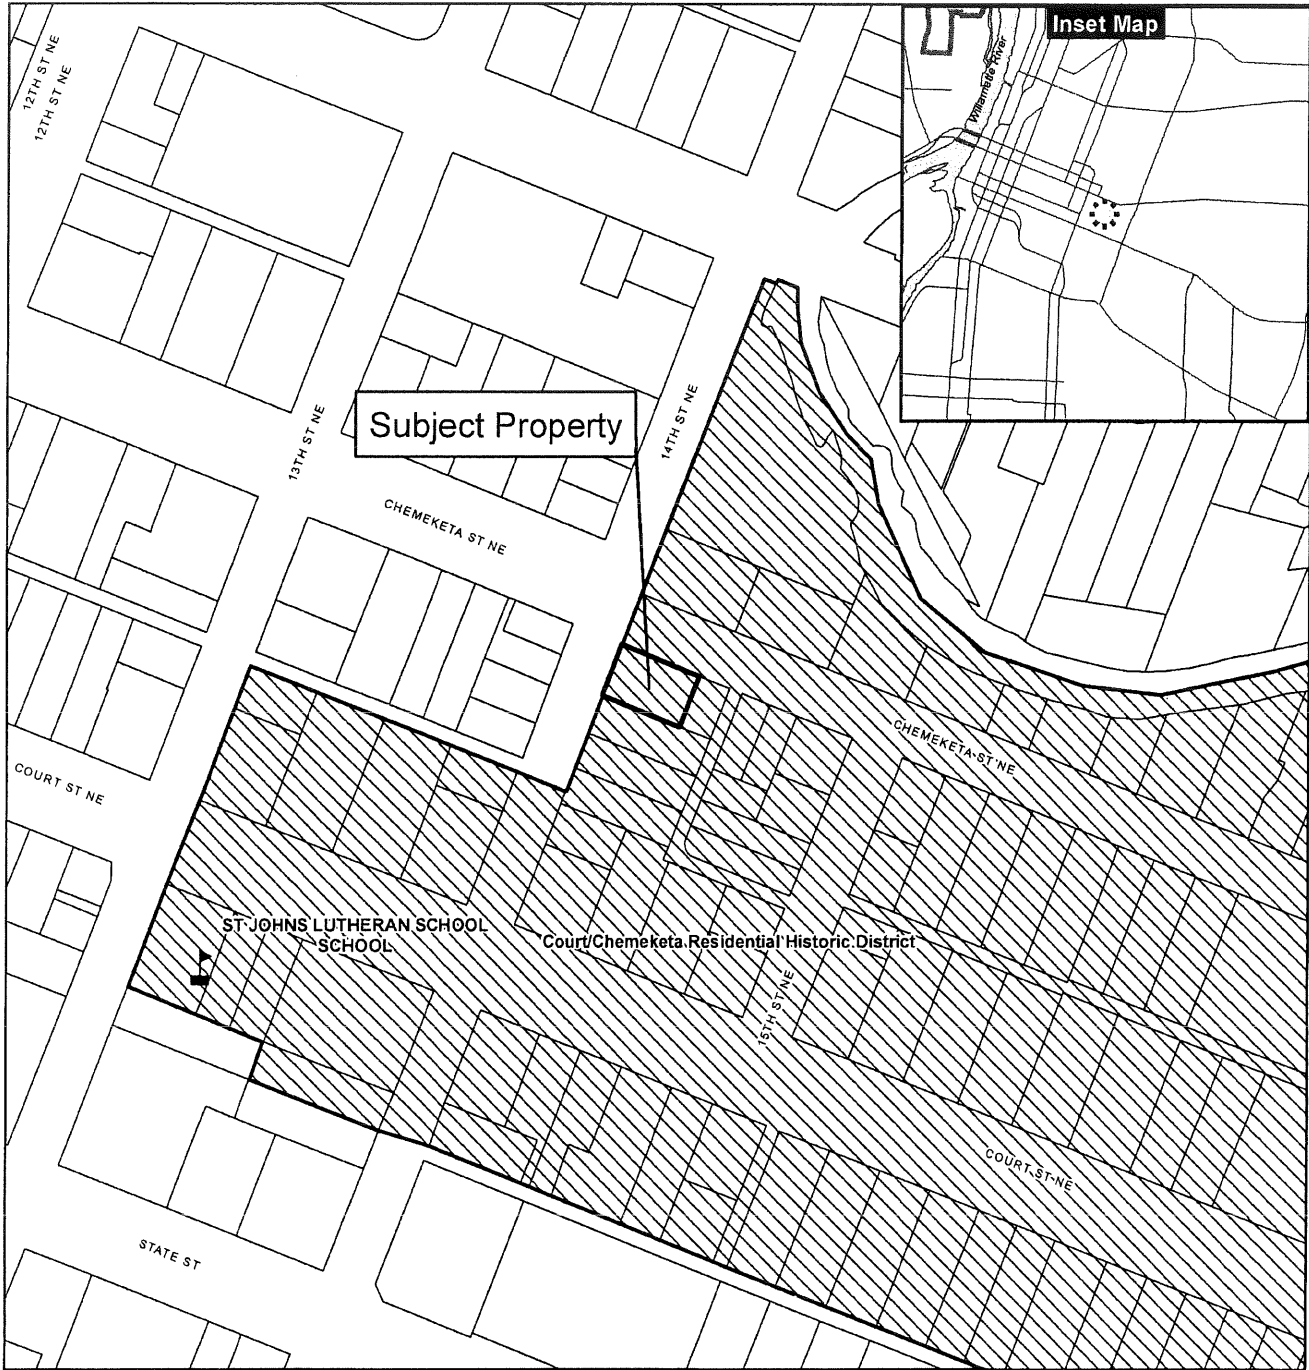 Inset Map
Willamette River
12TH ST NE
12TH ST NE
13TH ST NE
Subject Property
14TH ST NE
CHEMEKETA ST NE
CHEMEKETA ST NE
COURT ST NE
ST JOHNS LUTHERAN SCHOOL
SCHOOL
Court/Chemeketa Residential Historic District
15TH ST NE
COURT ST NE
STATE ST